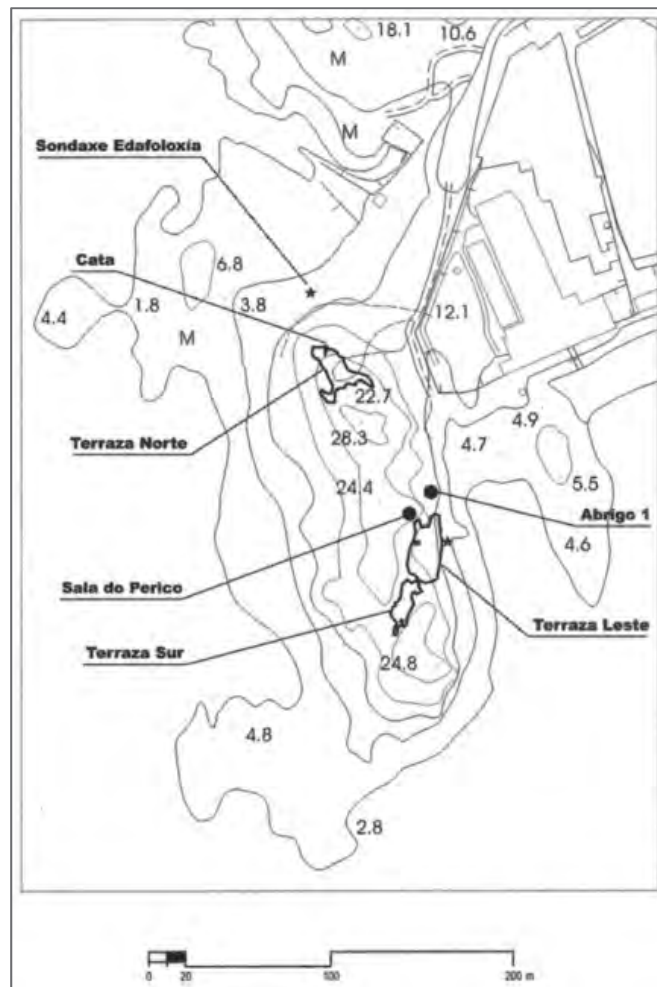 18.1
10.6
M
M
Sondaxe Edafoloxía
Cata
6.8
4.4
1.8
3.8
12.1
M
22.7
Terraza Norte
28.3
4.9
4.7
24.4
5.5
Abrigo 1
4.6
Sala do Perico
Terraza Leste
Terraza Sur
24.8
4.8
2.8
0
20
100
200 m